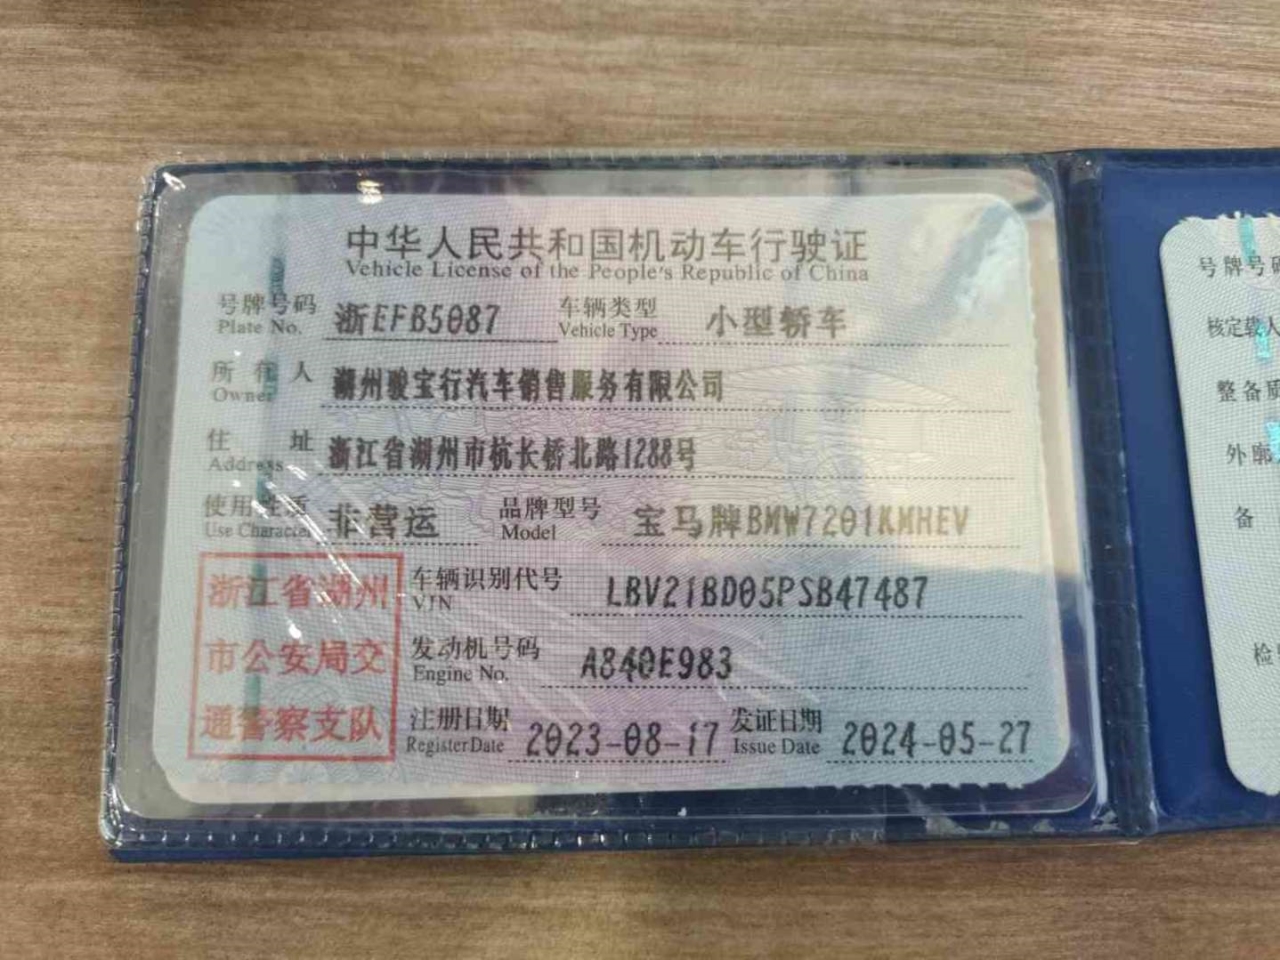 中华人民共和国机动车行驶证
Vehicle License of the People's Republic of China
号牌号码 浙EFB5087 车辆类型 小型轿车
Plate No. Vehicle Type
所有人 湖州骏宝行汽车销售服务有限公司
Owner
住址 浙江省湖州市杭长桥北路1288号
Address
使用性质 非营运 品牌型号 宝马牌BMW7201KMHEV
Use Character Model
车辆识别代号 LBV21BD05PSB47487
VIN
发动机号码 A840E983
Engine No.
注册日期 2023-08-17 发证日期 2024-05-27
Register Date Issue Date
浙江省湖州
市公安局交
通警察支队
号牌号码
核定载人
整备质
外廓
备
检验